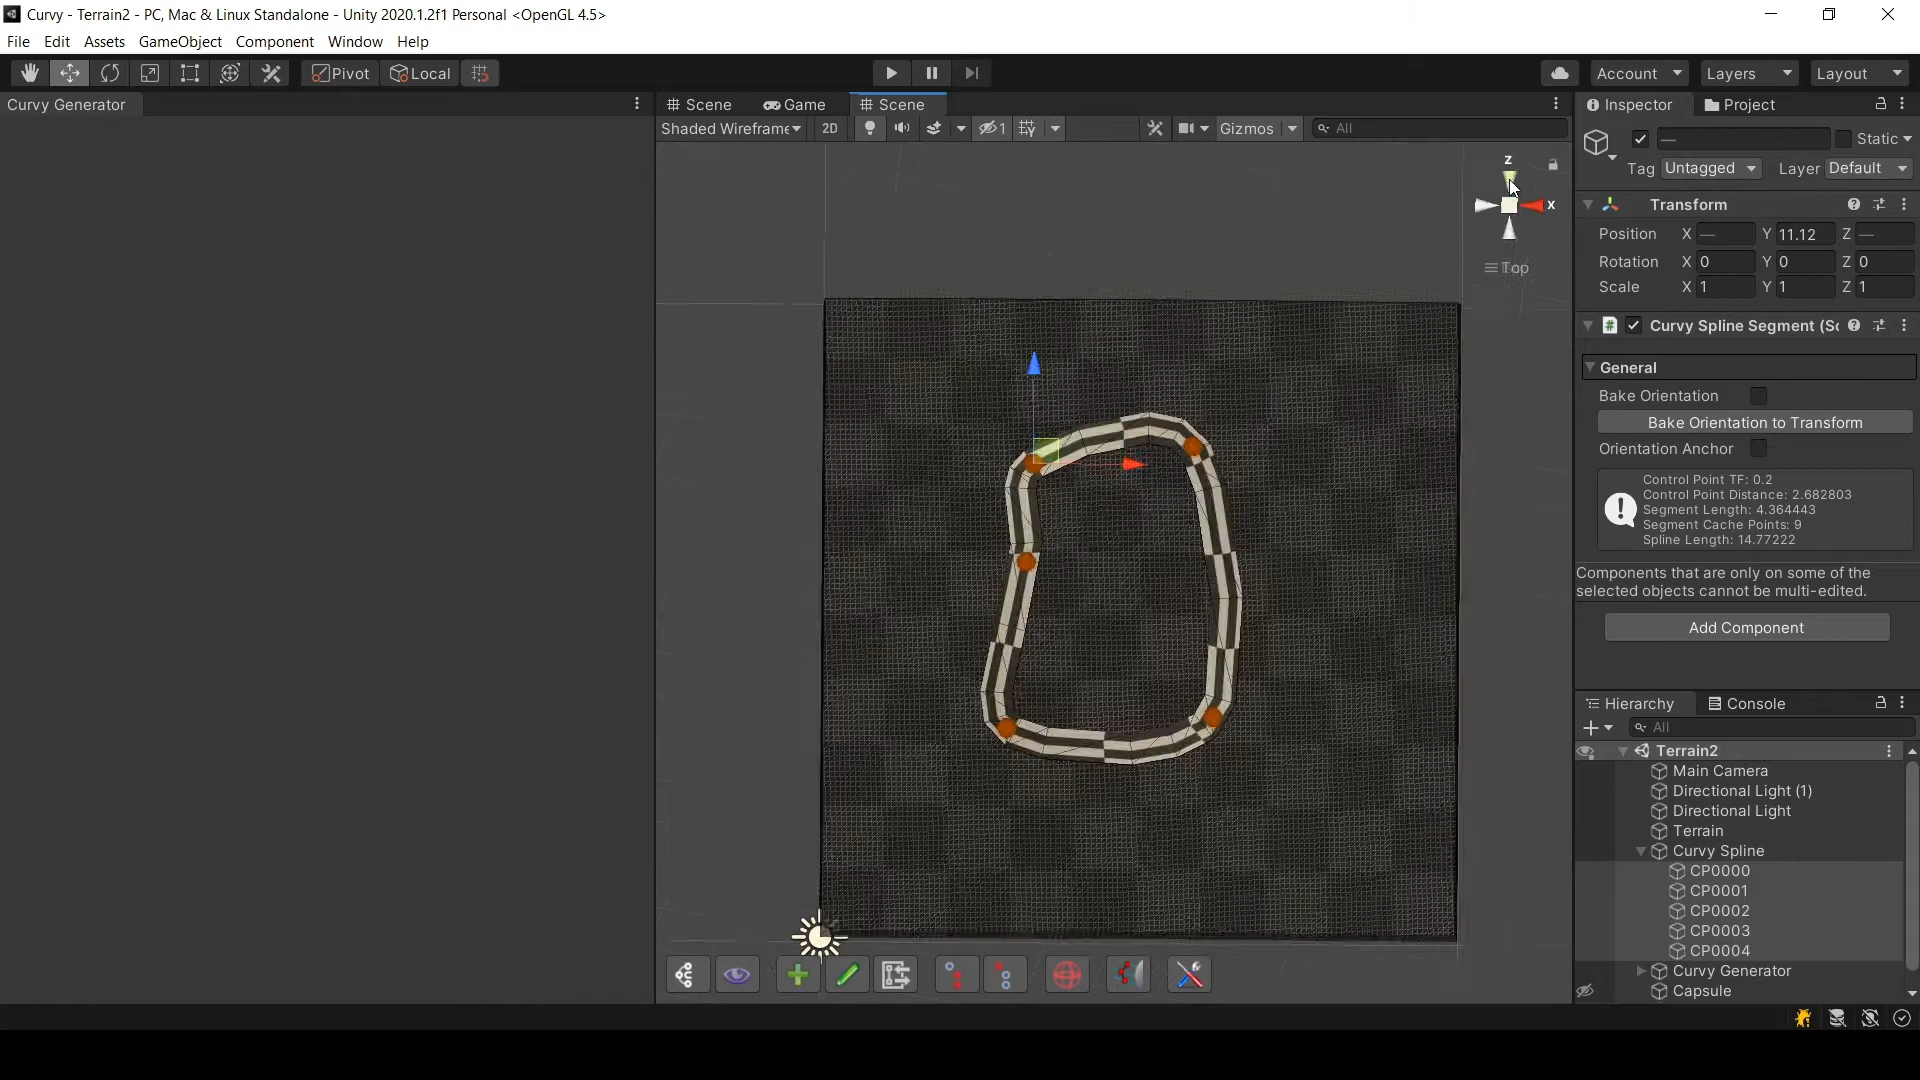 Curvy - Terrain2 - PC, Mac & Linux Standalone - Unity 2020.1.2f1 Personal <OpenGL 4.5>
File Edit Assets GameObject Component Window Help
Pivot Local Account Layers Layout
Curvy Generator
Scene Game Scene
Shaded Wireframe 2D 1 Gizmos All
z
x
Top
Inspector Project
— Static
Tag Untagged Layer Default
Transform
Position X — Y 11.12 Z —
Rotation X 0 Y 0 Z 0
Scale X 1 Y 1 Z 1
# Curvy Spline Segment (Sc
General
Bake Orientation
Bake Orientation to Transform
Orientation Anchor
Control Point TF: 0.2
Control Point Distance: 2.682803
Segment Length: 4.364443
Segment Cache Points: 9
Spline Length: 14.77222
Components that are only on some of the
selected objects cannot be multi-edited.
Add Component
Hierarchy Console
All
Terrain2
Main Camera
Directional Light (1)
Directional Light
Terrain
Curvy Spline
CP0000
CP0001
CP0002
CP0003
CP0004
Curvy Generator
Capsule